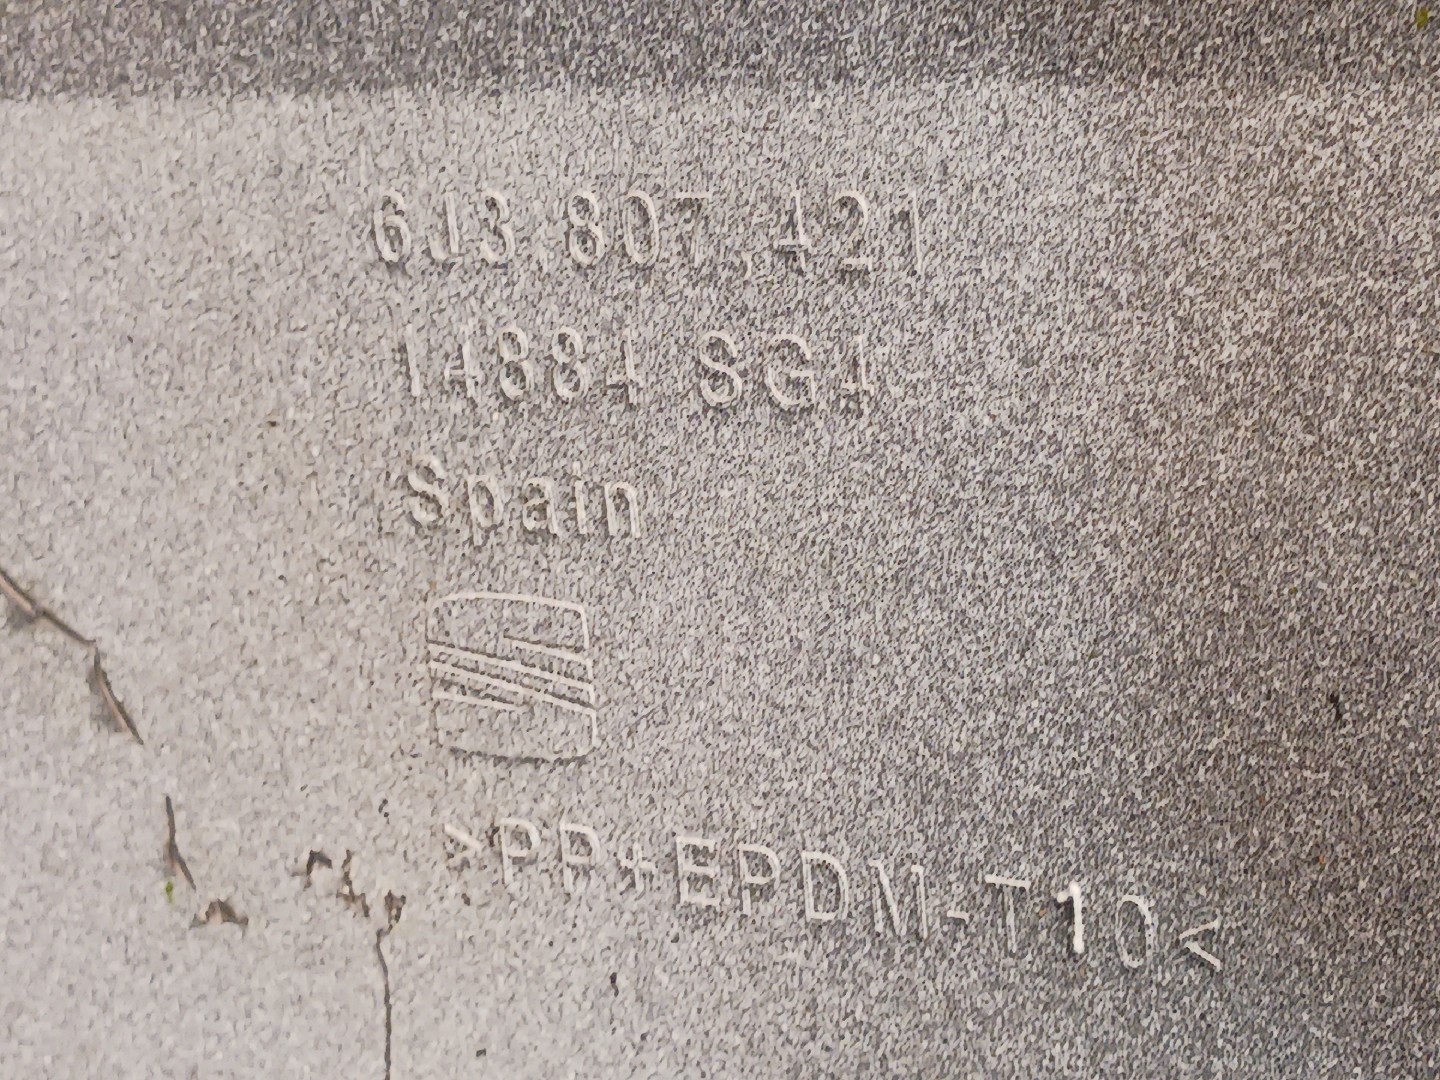 6J3.807.421
14884 SG4
Spain
>PP+EPDM-T10<